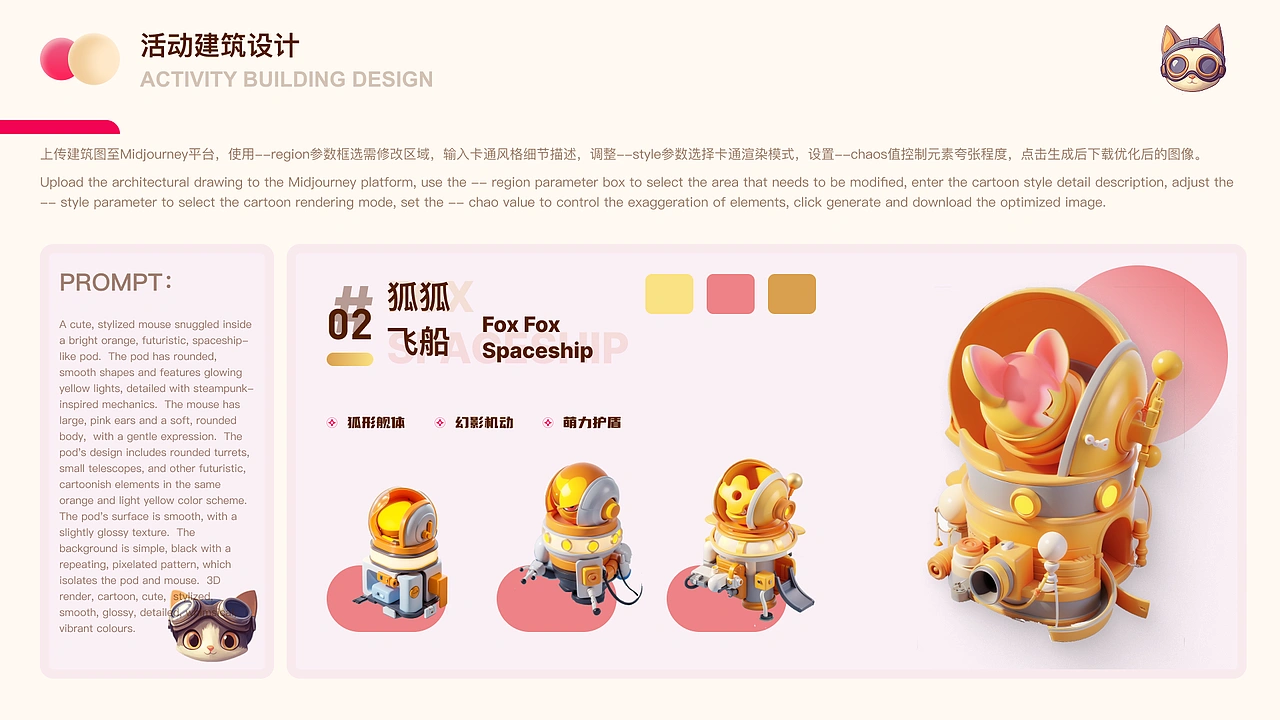 活动建筑设计
ACTIVITY BUILDING DESIGN
上传建筑图至Midjourney平台，使用--region参数框选需修改区域，输入卡通风格细节描述，调整--style参数选择卡通渲染模式，设置--chaos值控制元素夸张程度，点击生成后下载优化后的图像。
Upload the architectural drawing to the Midjourney platform, use the -- region parameter box to select the area that needs to be modified, enter the cartoon style detail description, adjust the
-- style parameter to select the cartoon rendering mode, set the -- chao value to control the exaggeration of elements, click generate and download the optimized image.
PROMPT：
A cute, stylized mouse snuggled inside
a bright orange, futuristic, spaceship-
like pod. The pod has rounded,
smooth shapes and features glowing
yellow lights, detailed with steampunk-
inspired mechanics. The mouse has
large, pink ears and a soft, rounded
body, with a gentle expression. The
pod's design includes rounded turrets,
small telescopes, and other futuristic,
cartoonish elements in the same
orange and light yellow color scheme.
The pod's surface is smooth, with a
slightly glossy texture. The
background is simple, black with a
repeating, pixelated pattern, which
isolates the pod and mouse. 3D
render, cartoon, cute, stylized,
smooth, glossy, detailed,
vibrant colours.
#
02
狐狐
飞船
SPACESHIP
Fox Fox
Spaceship
狐形舰体
幻影机动
萌力护盾